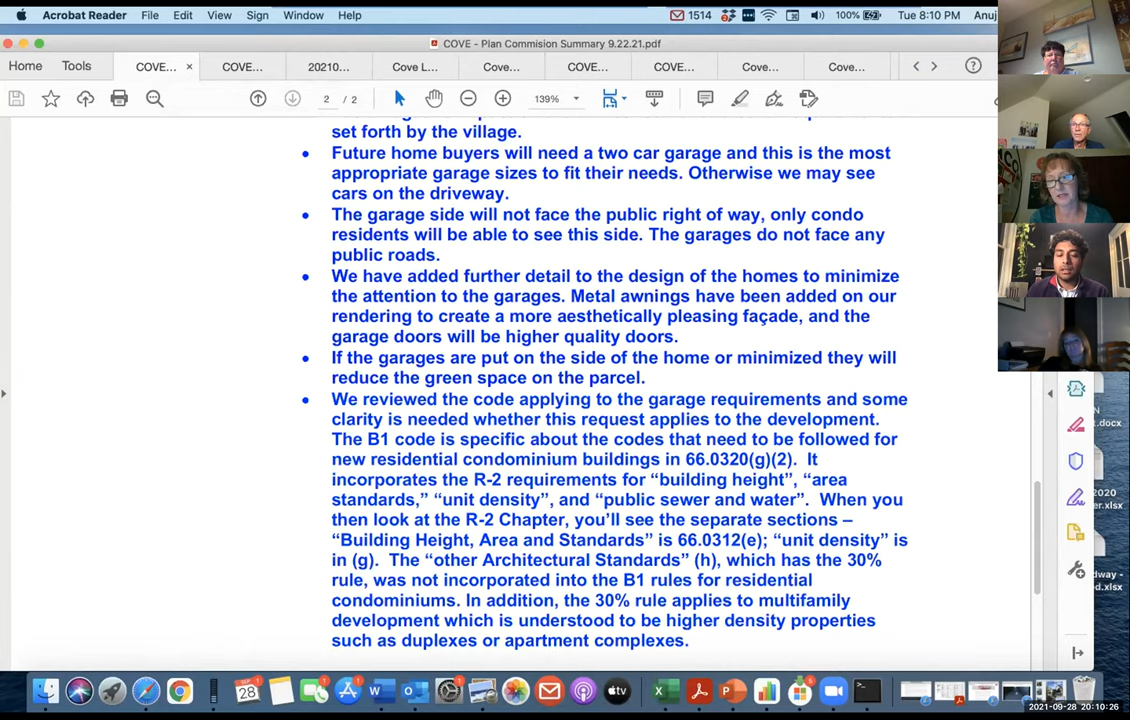 Acrobat Reader File Edit View Sign Window Help 1514 100% Tue 8:10 PM Anuj
COVE - Plan Commision Summary 9.22.21.pdf
Home Tools COVE... × COVE... 20210... Cove L... Cove... COVE... COVE... Cove... Cove...
2 / 2 139%
set forth by the village.
• Future home buyers will need a two car garage and this is the most
appropriate garage sizes to fit their needs. Otherwise we may see
cars on the driveway.
• The garage side will not face the public right of way, only condo
residents will be able to see this side. The garages do not face any
public roads.
• We have added further detail to the design of the homes to minimize
the attention to the garages. Metal awnings have been added on our
rendering to create a more aesthetically pleasing façade, and the
garage doors will be higher quality doors.
• If the garages are put on the side of the home or minimized they will
reduce the green space on the parcel.
• We reviewed the code applying to the garage requirements and some
clarity is needed whether this request applies to the development.
The B1 code is specific about the codes that need to be followed for
new residential condominium buildings in 66.0320(g)(2). It
incorporates the R-2 requirements for “building height”, “area
standards,” “unit density”, and “public sewer and water”. When you
then look at the R-2 Chapter, you’ll see the separate sections –
“Building Height, Area and Standards” is 66.0312(e); “unit density” is
in (g). The “other Architectural Standards” (h), which has the 30%
rule, was not incorporated into the B1 rules for residential
condominiums. In addition, the 30% rule applies to multifamily
development which is understood to be higher density properties
such as duplexes or apartment complexes.
N
t.docx
2020
er.xlsx
dway -
ed.xlsx
SEP
28
tv
2021-09-28 20:10:26